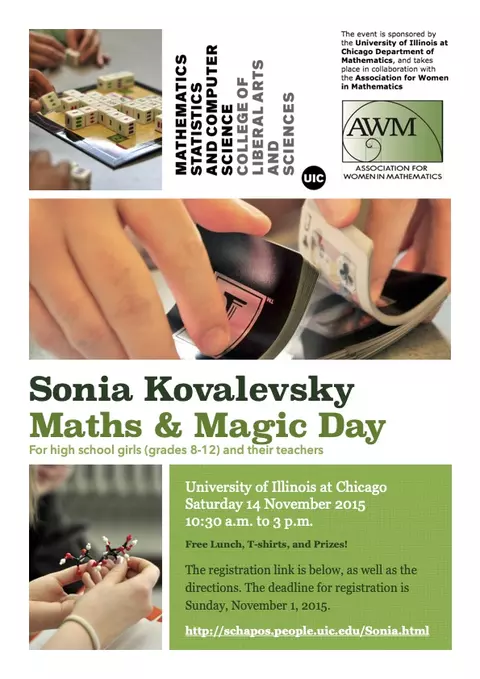 MATHEMATICS
STATISTICS
AND COMPUTER
SCIENCE
COLLEGE OF
LIBERAL ARTS
AND
SCIENCES
UIC
The event is sponsored by
the University of Illinois at
Chicago Department of
Mathematics, and takes
place in collaboration with
the Association for Women
in Mathematics
AWM
ASSOCIATION FOR
WOMEN IN MATHEMATICS
Sonia Kovalevsky
Maths & Magic Day
For high school girls (grades 8-12) and their teachers
University of Illinois at Chicago
Saturday 14 November 2015
10:30 a.m. to 3 p.m.
Free Lunch, T-shirts, and Prizes!
The registration link is below, as well as the
directions. The deadline for registration is
Sunday, November 1, 2015.
http://schapos.people.uic.edu/Sonia.html